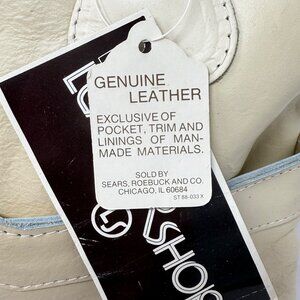 GENUINE
LEATHER
EXCLUSIVE OF
POCKET, TRIM AND
LININGS OF MAN-
MADE MATERIALS.
SOLD BY
SEARS, ROEBUCK AND CO.
CHICAGO, IL 60684
ST 88-033 X
SHOP